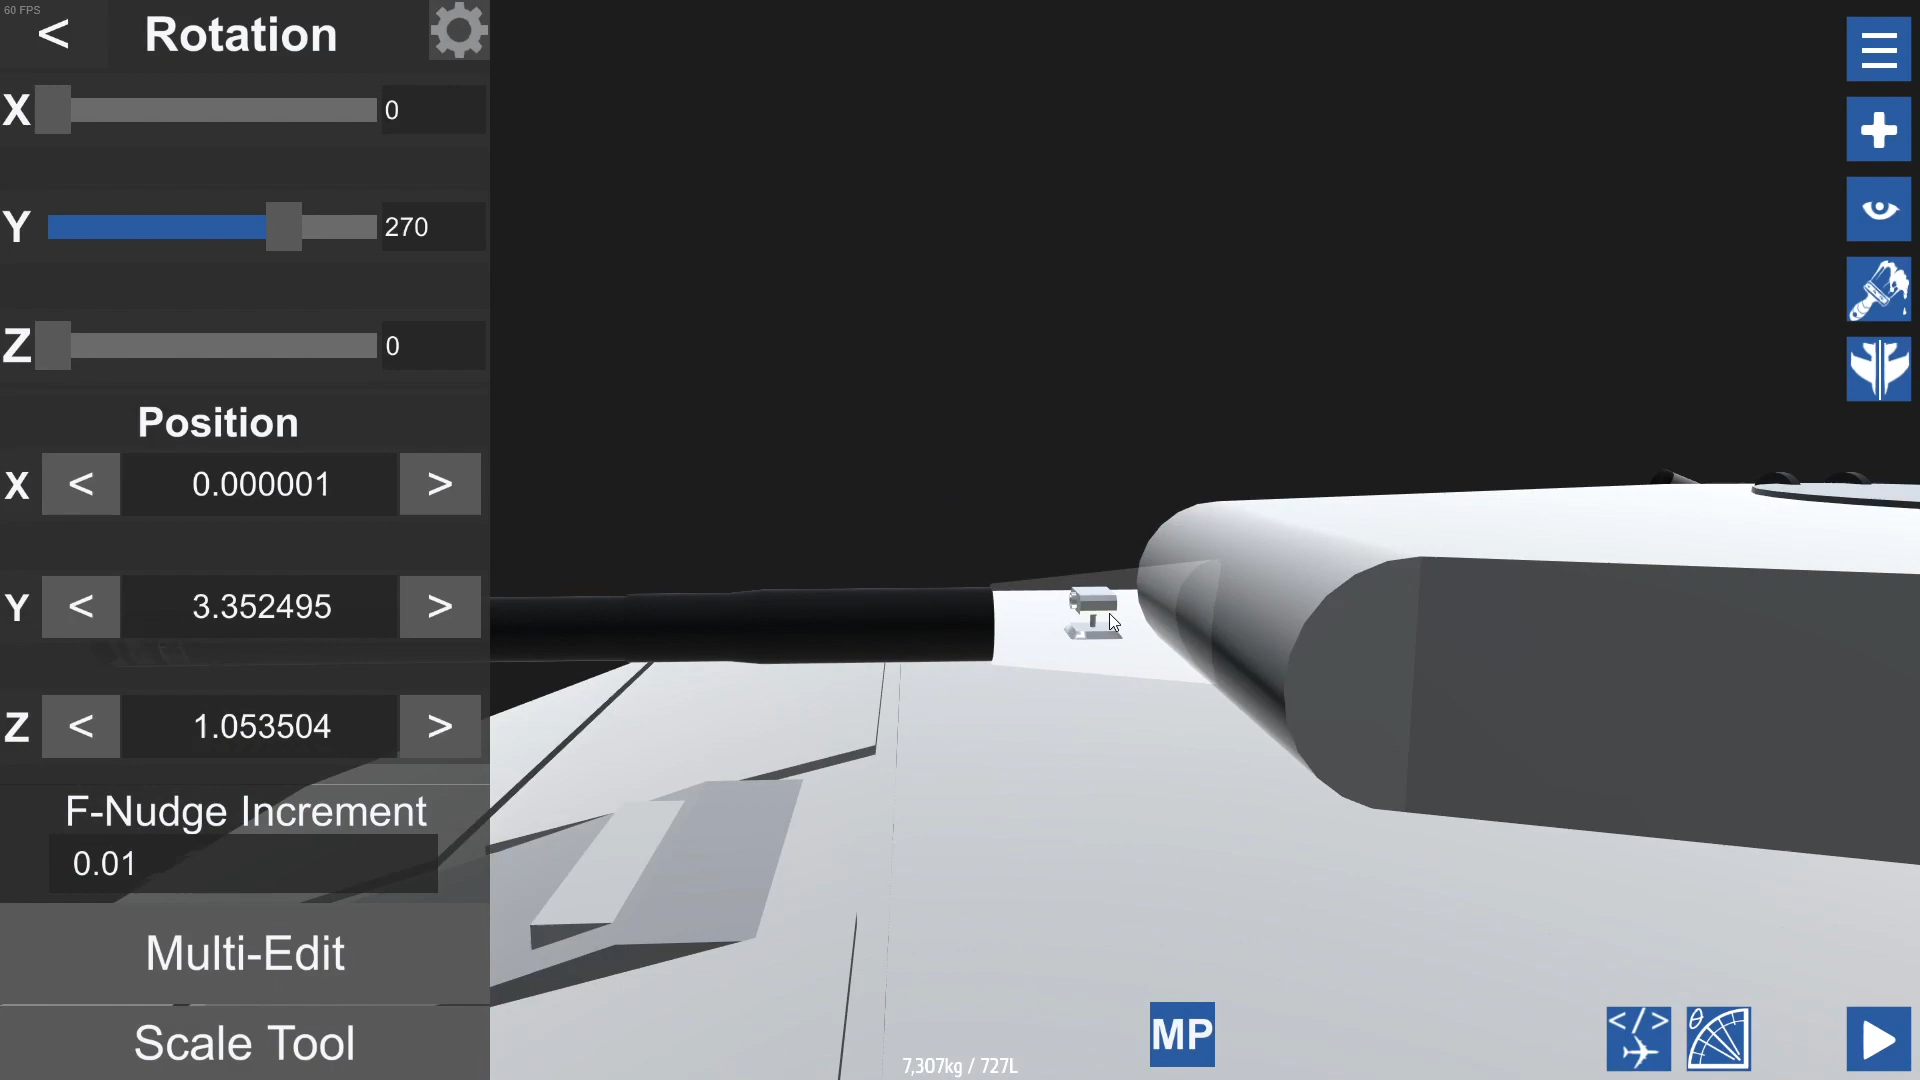 60 FPS
<
Rotation
X
0
Y
270
Z
0
Position
X
<
0.000001
>
Y
<
3.352495
>
Z
<
1.053504
>
F-Nudge Increment
0.01
Multi-Edit
Scale Tool
MP
7,307kg / 727L
</>
θ